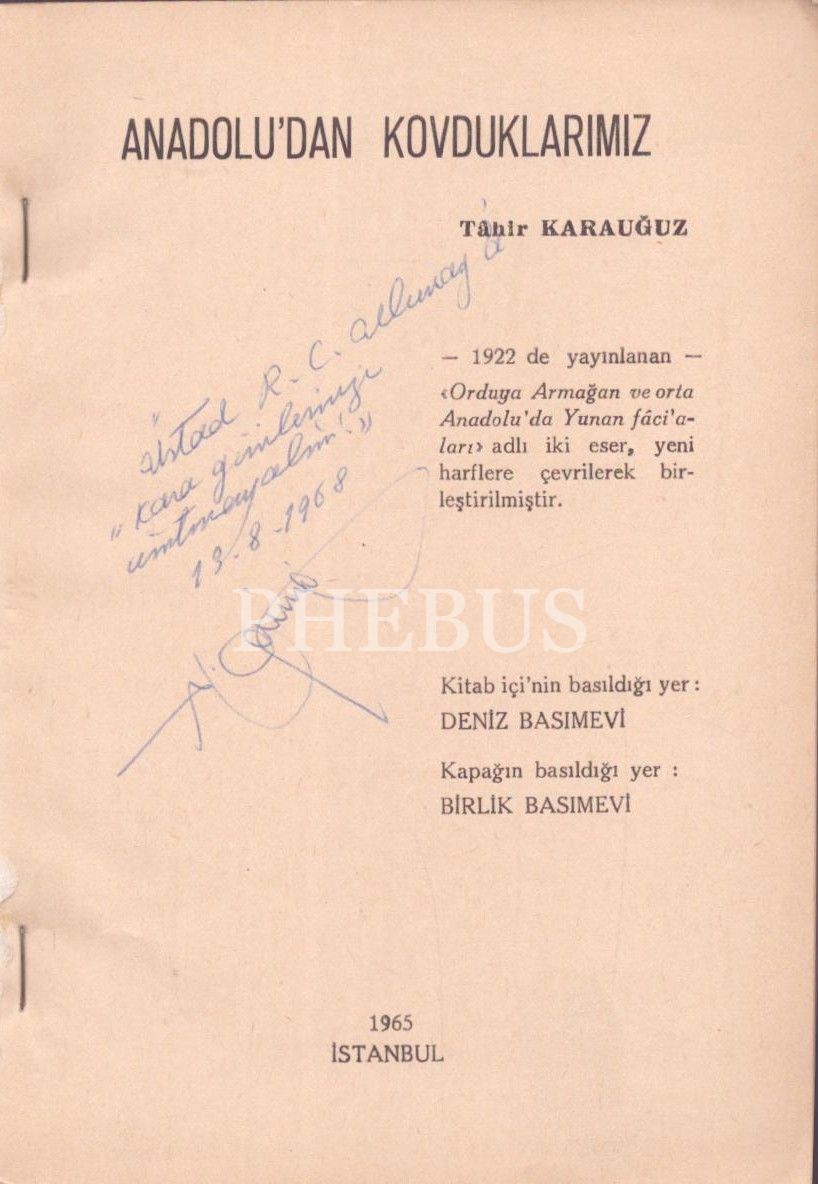 ANADOLU'DAN KOVDUKLARIMIZ
Tâhir KARAUĞUZ
— 1922 de yayınlanan —
«Orduya Armağan ve orta
Anadolu'da Yunan fâci'a-
ları» adlı iki eser, yeni
harflere çevrilerek bir-
leştirilmiştir.
üstad R. C. 
"Kara günlerimizi
unutmayalım!»
13-8-1968
PHEBUS
Kitab içi'nin basıldığı yer :
DENİZ BASIMEVİ
Kapağın basıldığı yer :
BİRLİK BASIMEVİ
1965
İSTANBUL